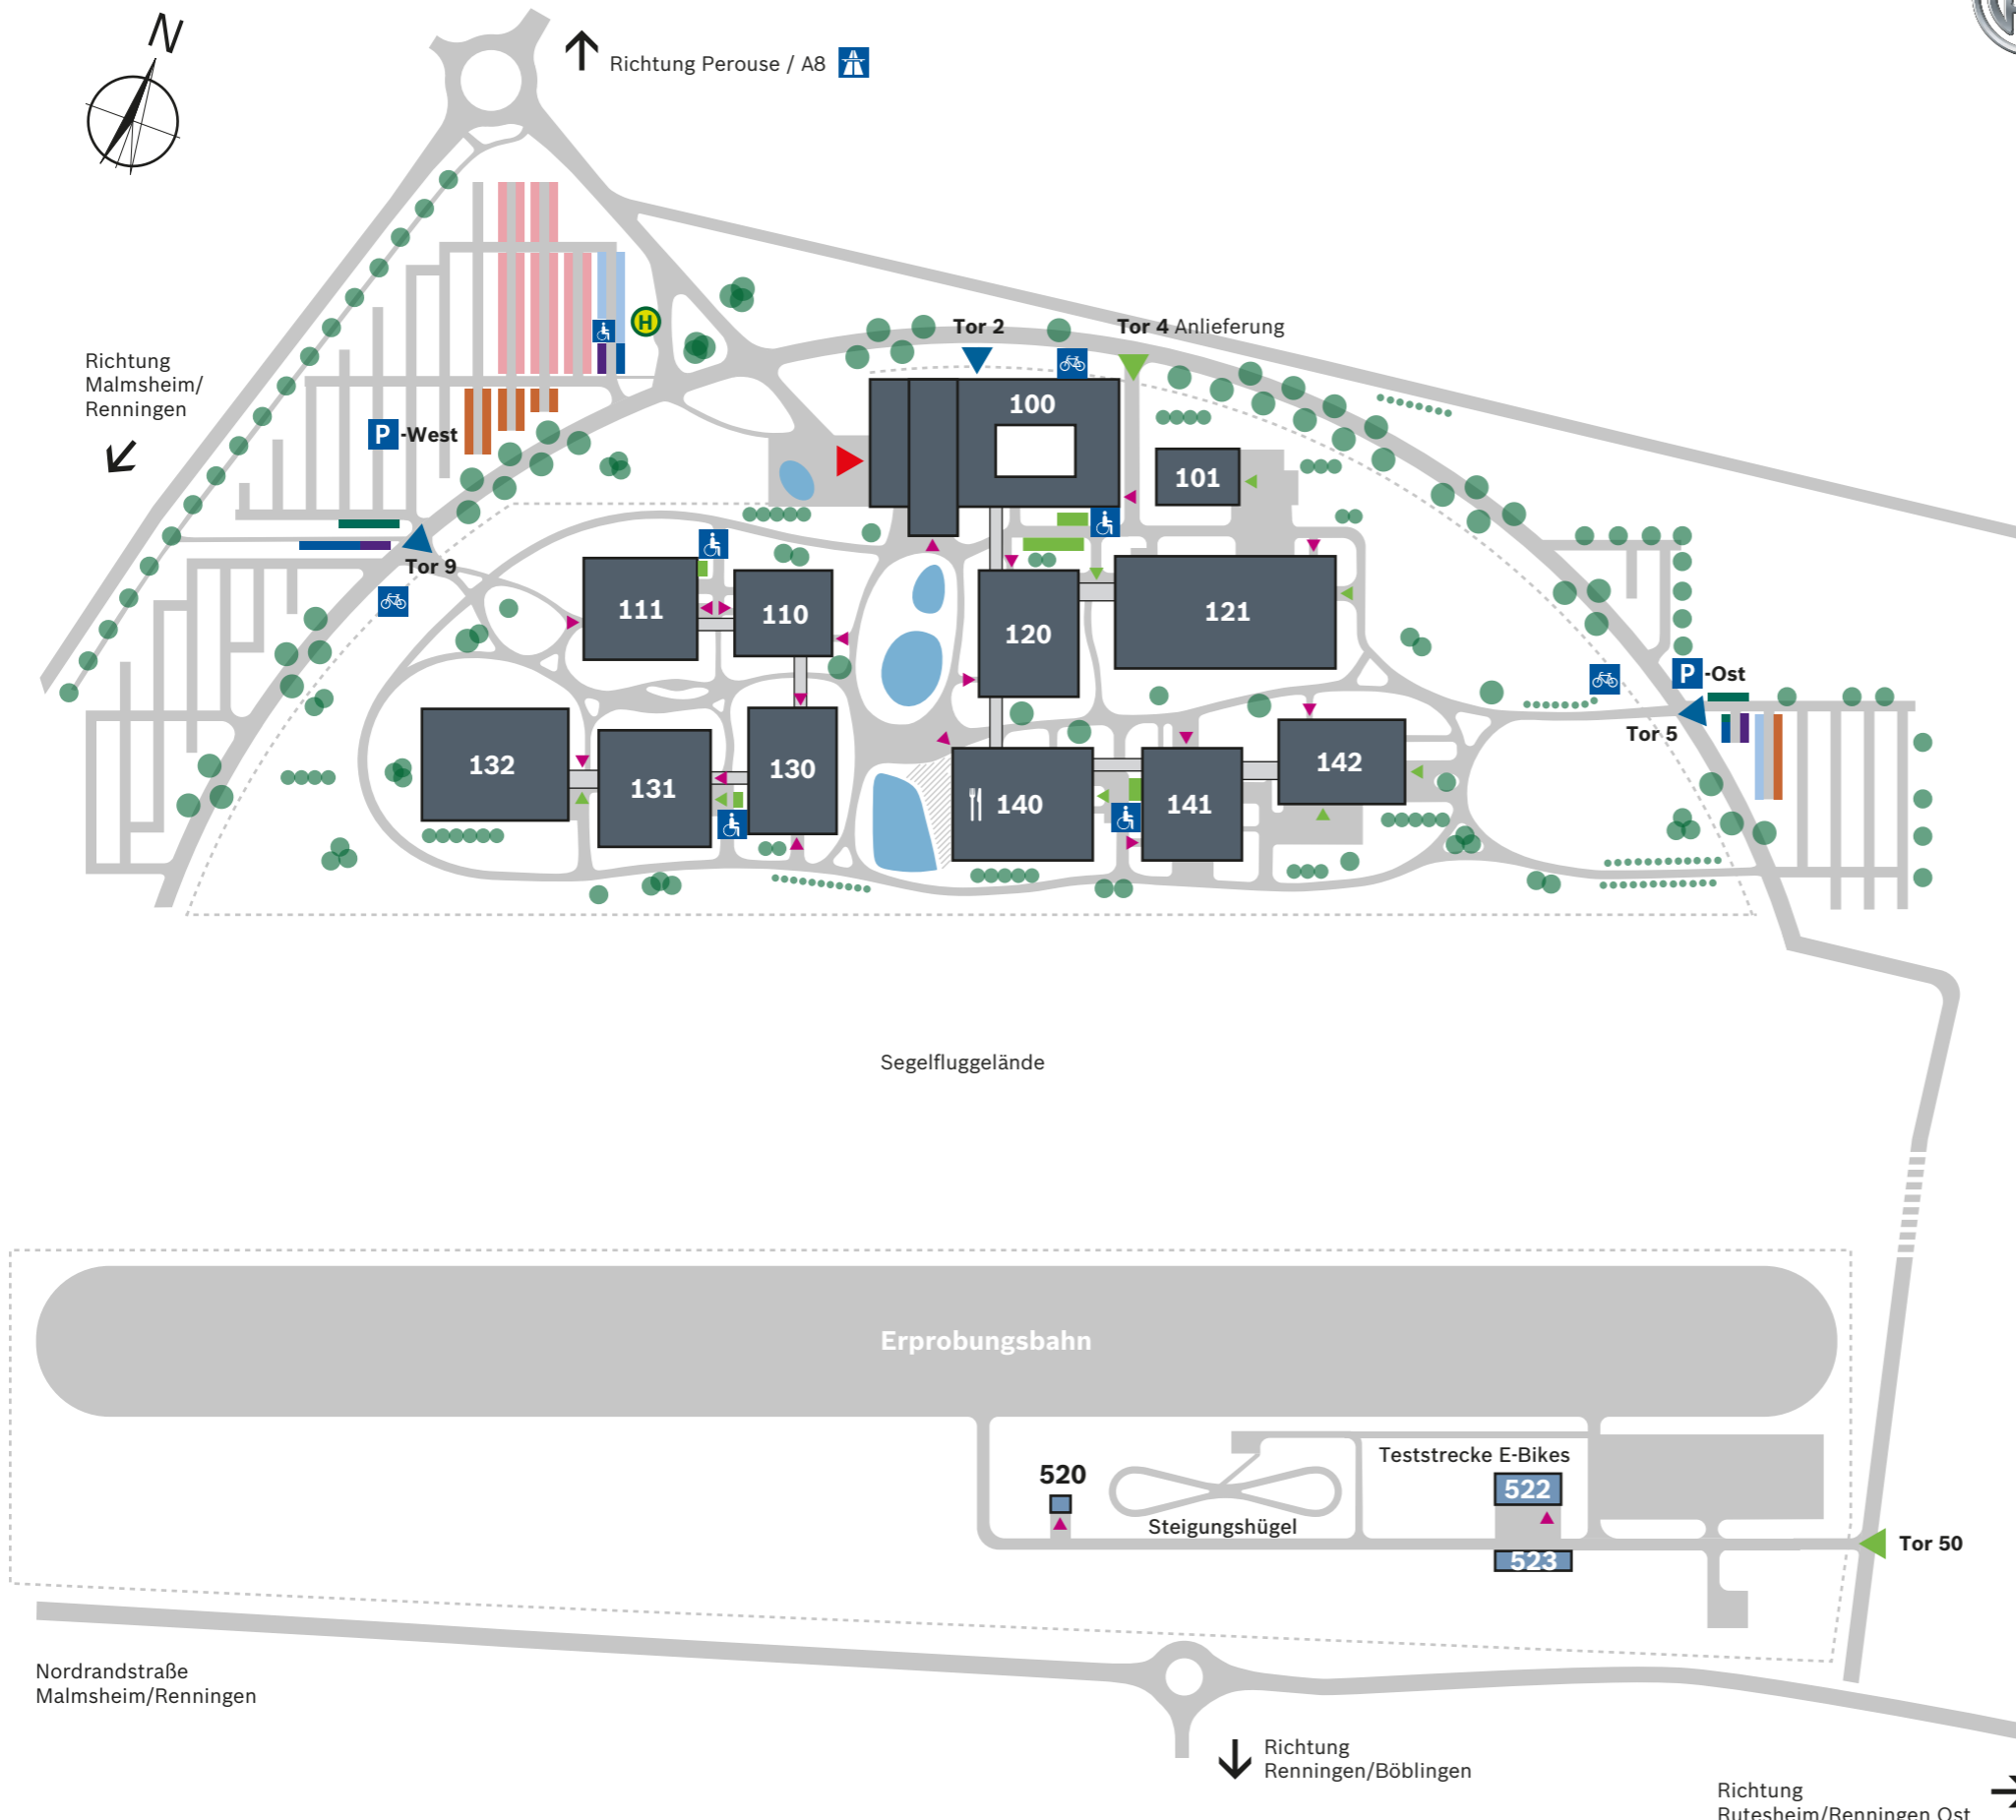 N
Richtung Perouse / A8
H
Richtung
Malmsheim/
Renningen
Tor 2
Tor 4 Anlieferung
100
P-West
101
Tor 9
111
110
120
121
P-Ost
Tor 5
132
131
130
140
141
142
Segelfluggelände
Erprobungsbahn
520
Teststrecke E-Bikes
522
Steigungshügel
523
Tor 50
Nordrandstraße
Malmsheim/Renningen
Richtung
Renningen/Böblingen
Richtung
Rutesheim/Renningen Ost